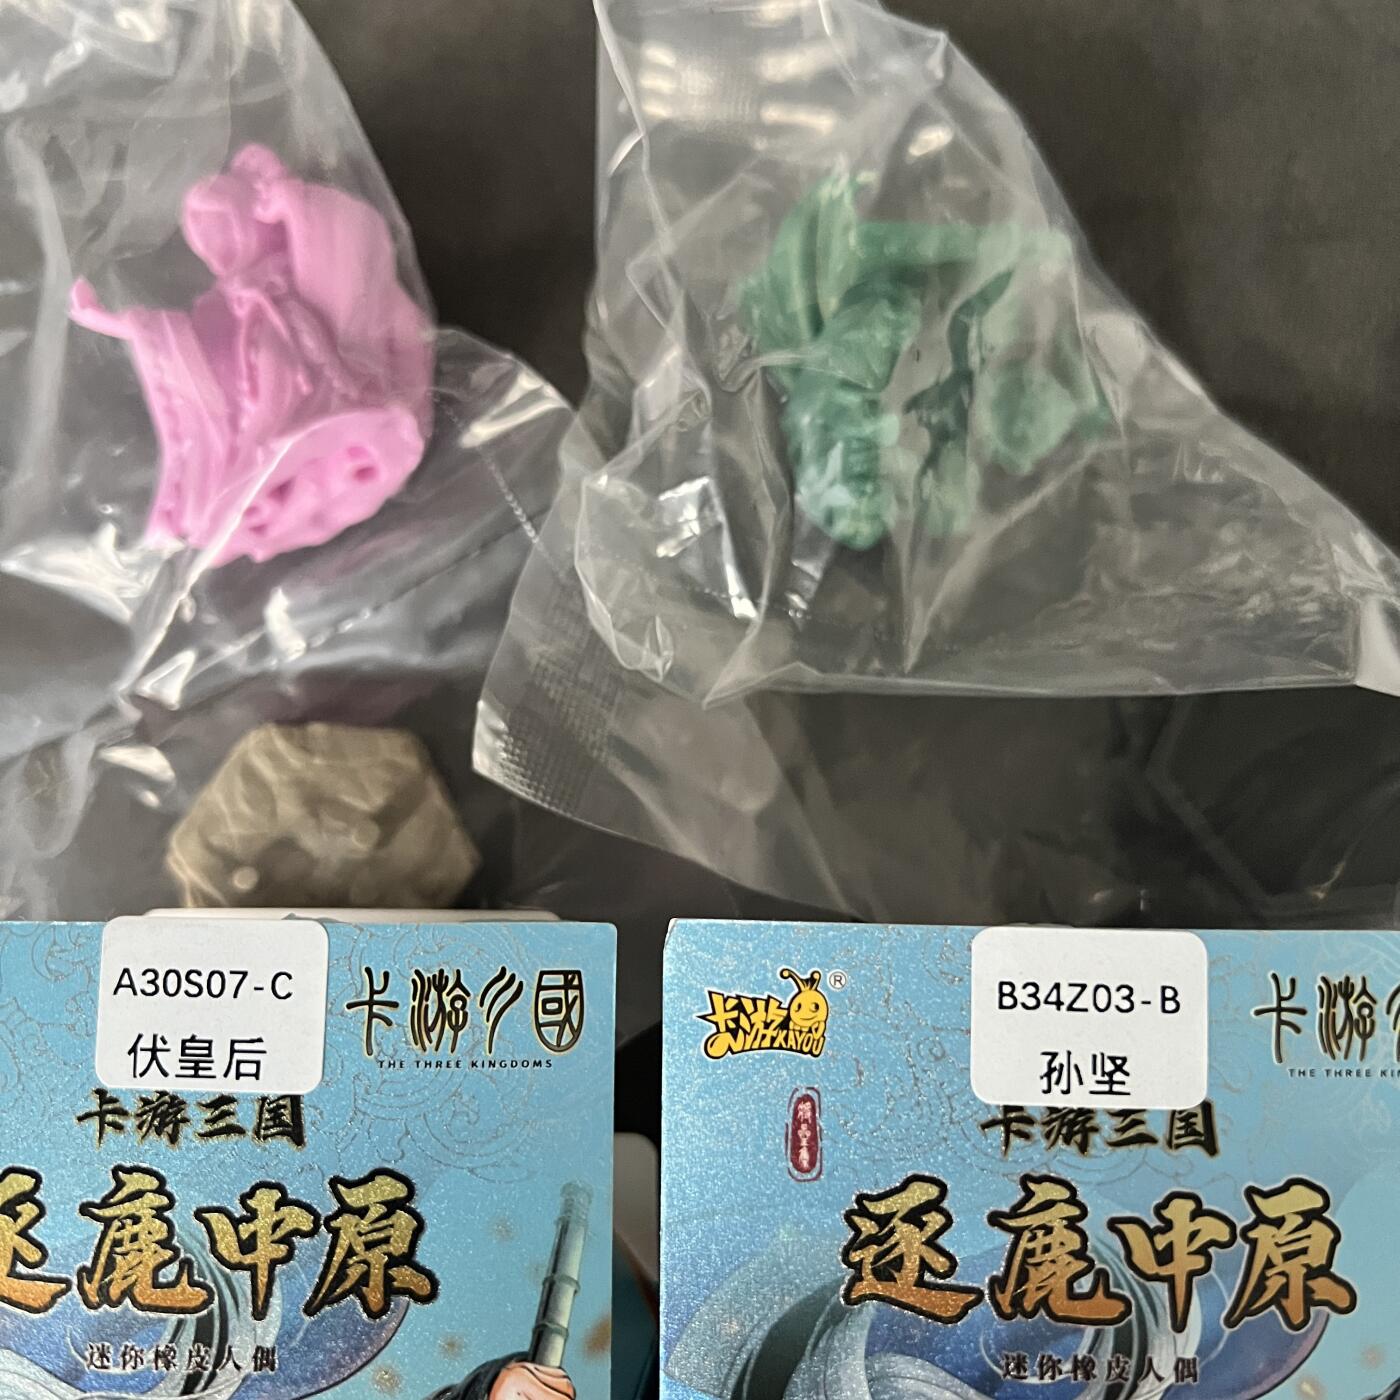 A30S07-C
伏皇后
卡游三國
THE THREE KINGDOMS
卡游三国
逐鹿中原
迷你橡皮人偶
卡游
KAYOU
®
B34Z03-B
孙坚
卡游
THE THREE KIN
卡游三国
逐鹿中原
迷你橡皮人偶